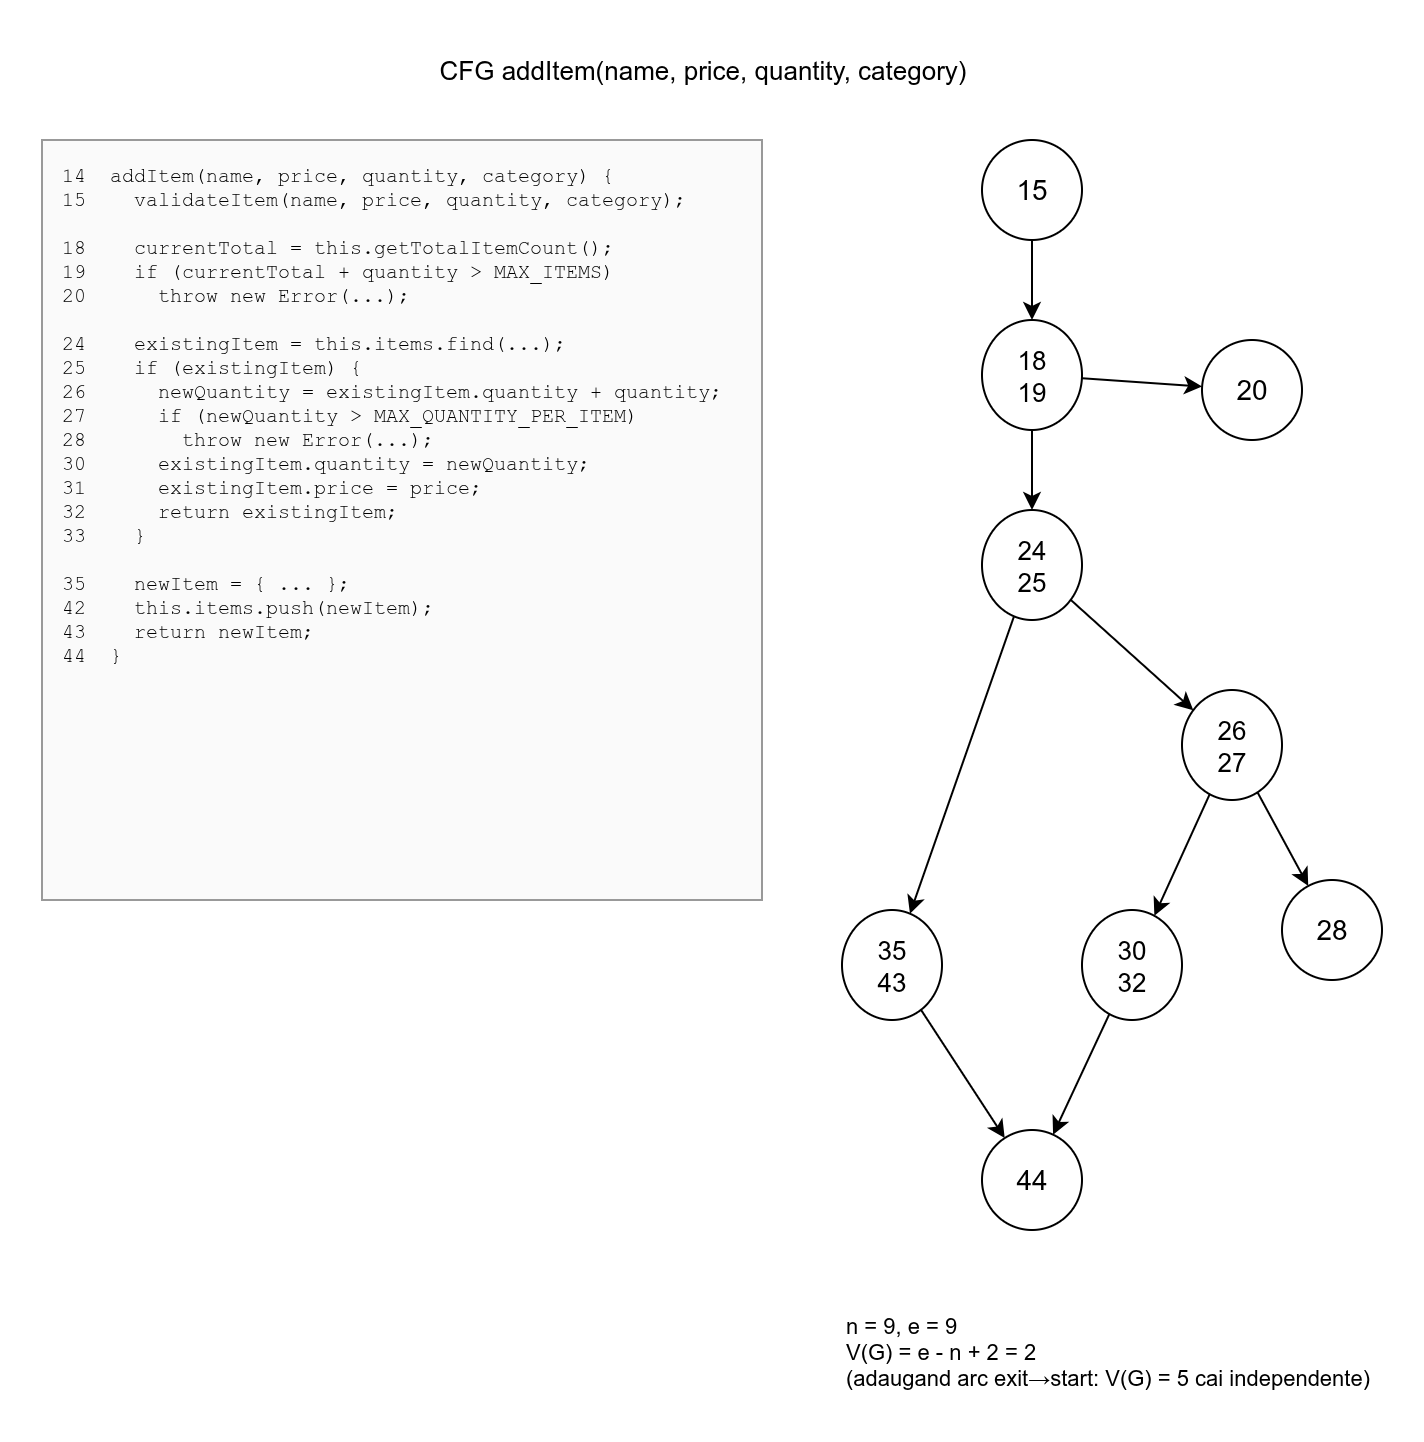 CFG addItem(name, price, quantity, category)
14  addItem(name, price, quantity, category) {
15    validateItem(name, price, quantity, category);
18    currentTotal = this.getTotalItemCount();
19    if (currentTotal + quantity > MAX_ITEMS)
20      throw new Error(...);
24    existingItem = this.items.find(...);
25    if (existingItem) {
26      newQuantity = existingItem.quantity + quantity;
27      if (newQuantity > MAX_QUANTITY_PER_ITEM)
28        throw new Error(...);
30      existingItem.quantity = newQuantity;
31      existingItem.price = price;
32      return existingItem;
33    }
35    newItem = { ... };
42    this.items.push(newItem);
43    return newItem;
44  }
15
18
19
20
24
25
26
27
28
35
43
30
32
44
n = 9, e = 9
V(G) = e - n + 2 = 2
(adaugand arc exit→start: V(G) = 5 cai independente)